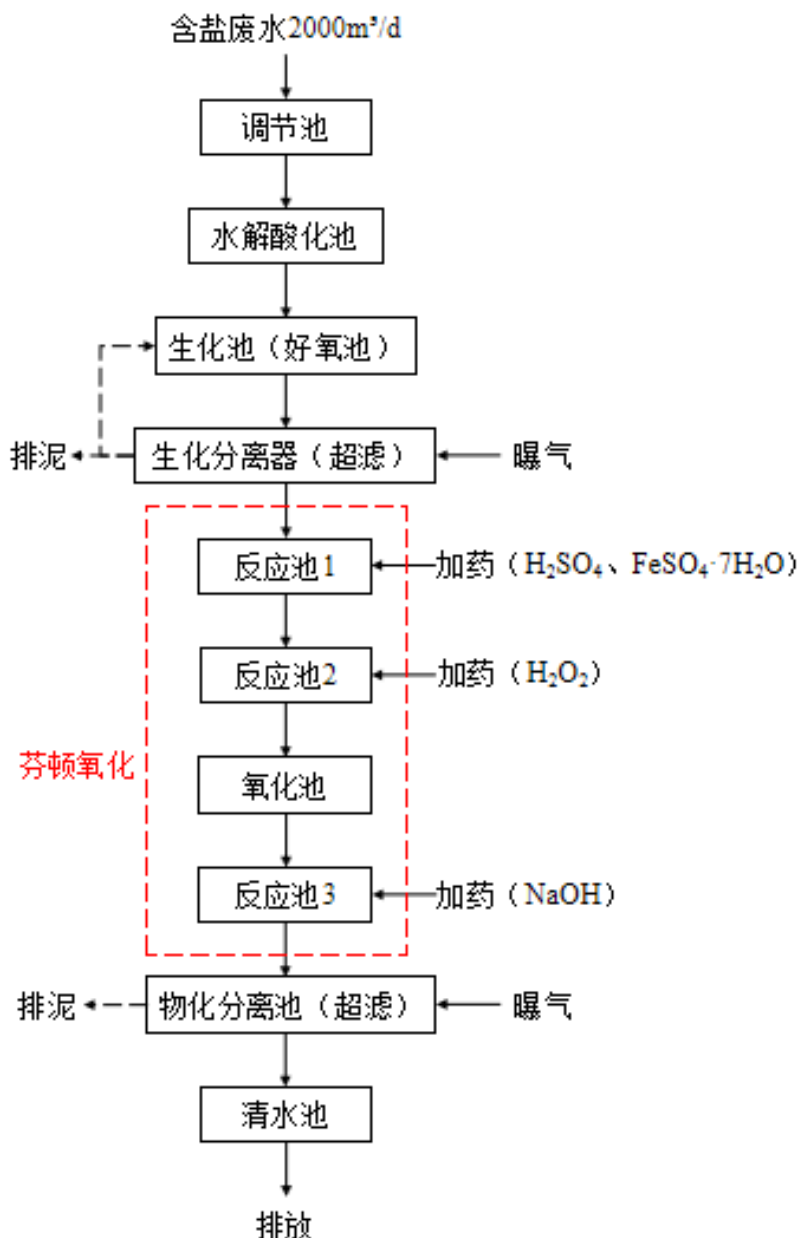 含盐废水2000m³/d
调节池
水解酸化池
生化池（好氧池）
排泥
生化分离器（超滤）
曝气
反应池1
加药（H₂SO₄、FeSO₄·7H₂O）
反应池2
加药（H₂O₂）
芬顿氧化
氧化池
反应池3
加药（NaOH）
排泥
物化分离池（超滤）
曝气
清水池
排放